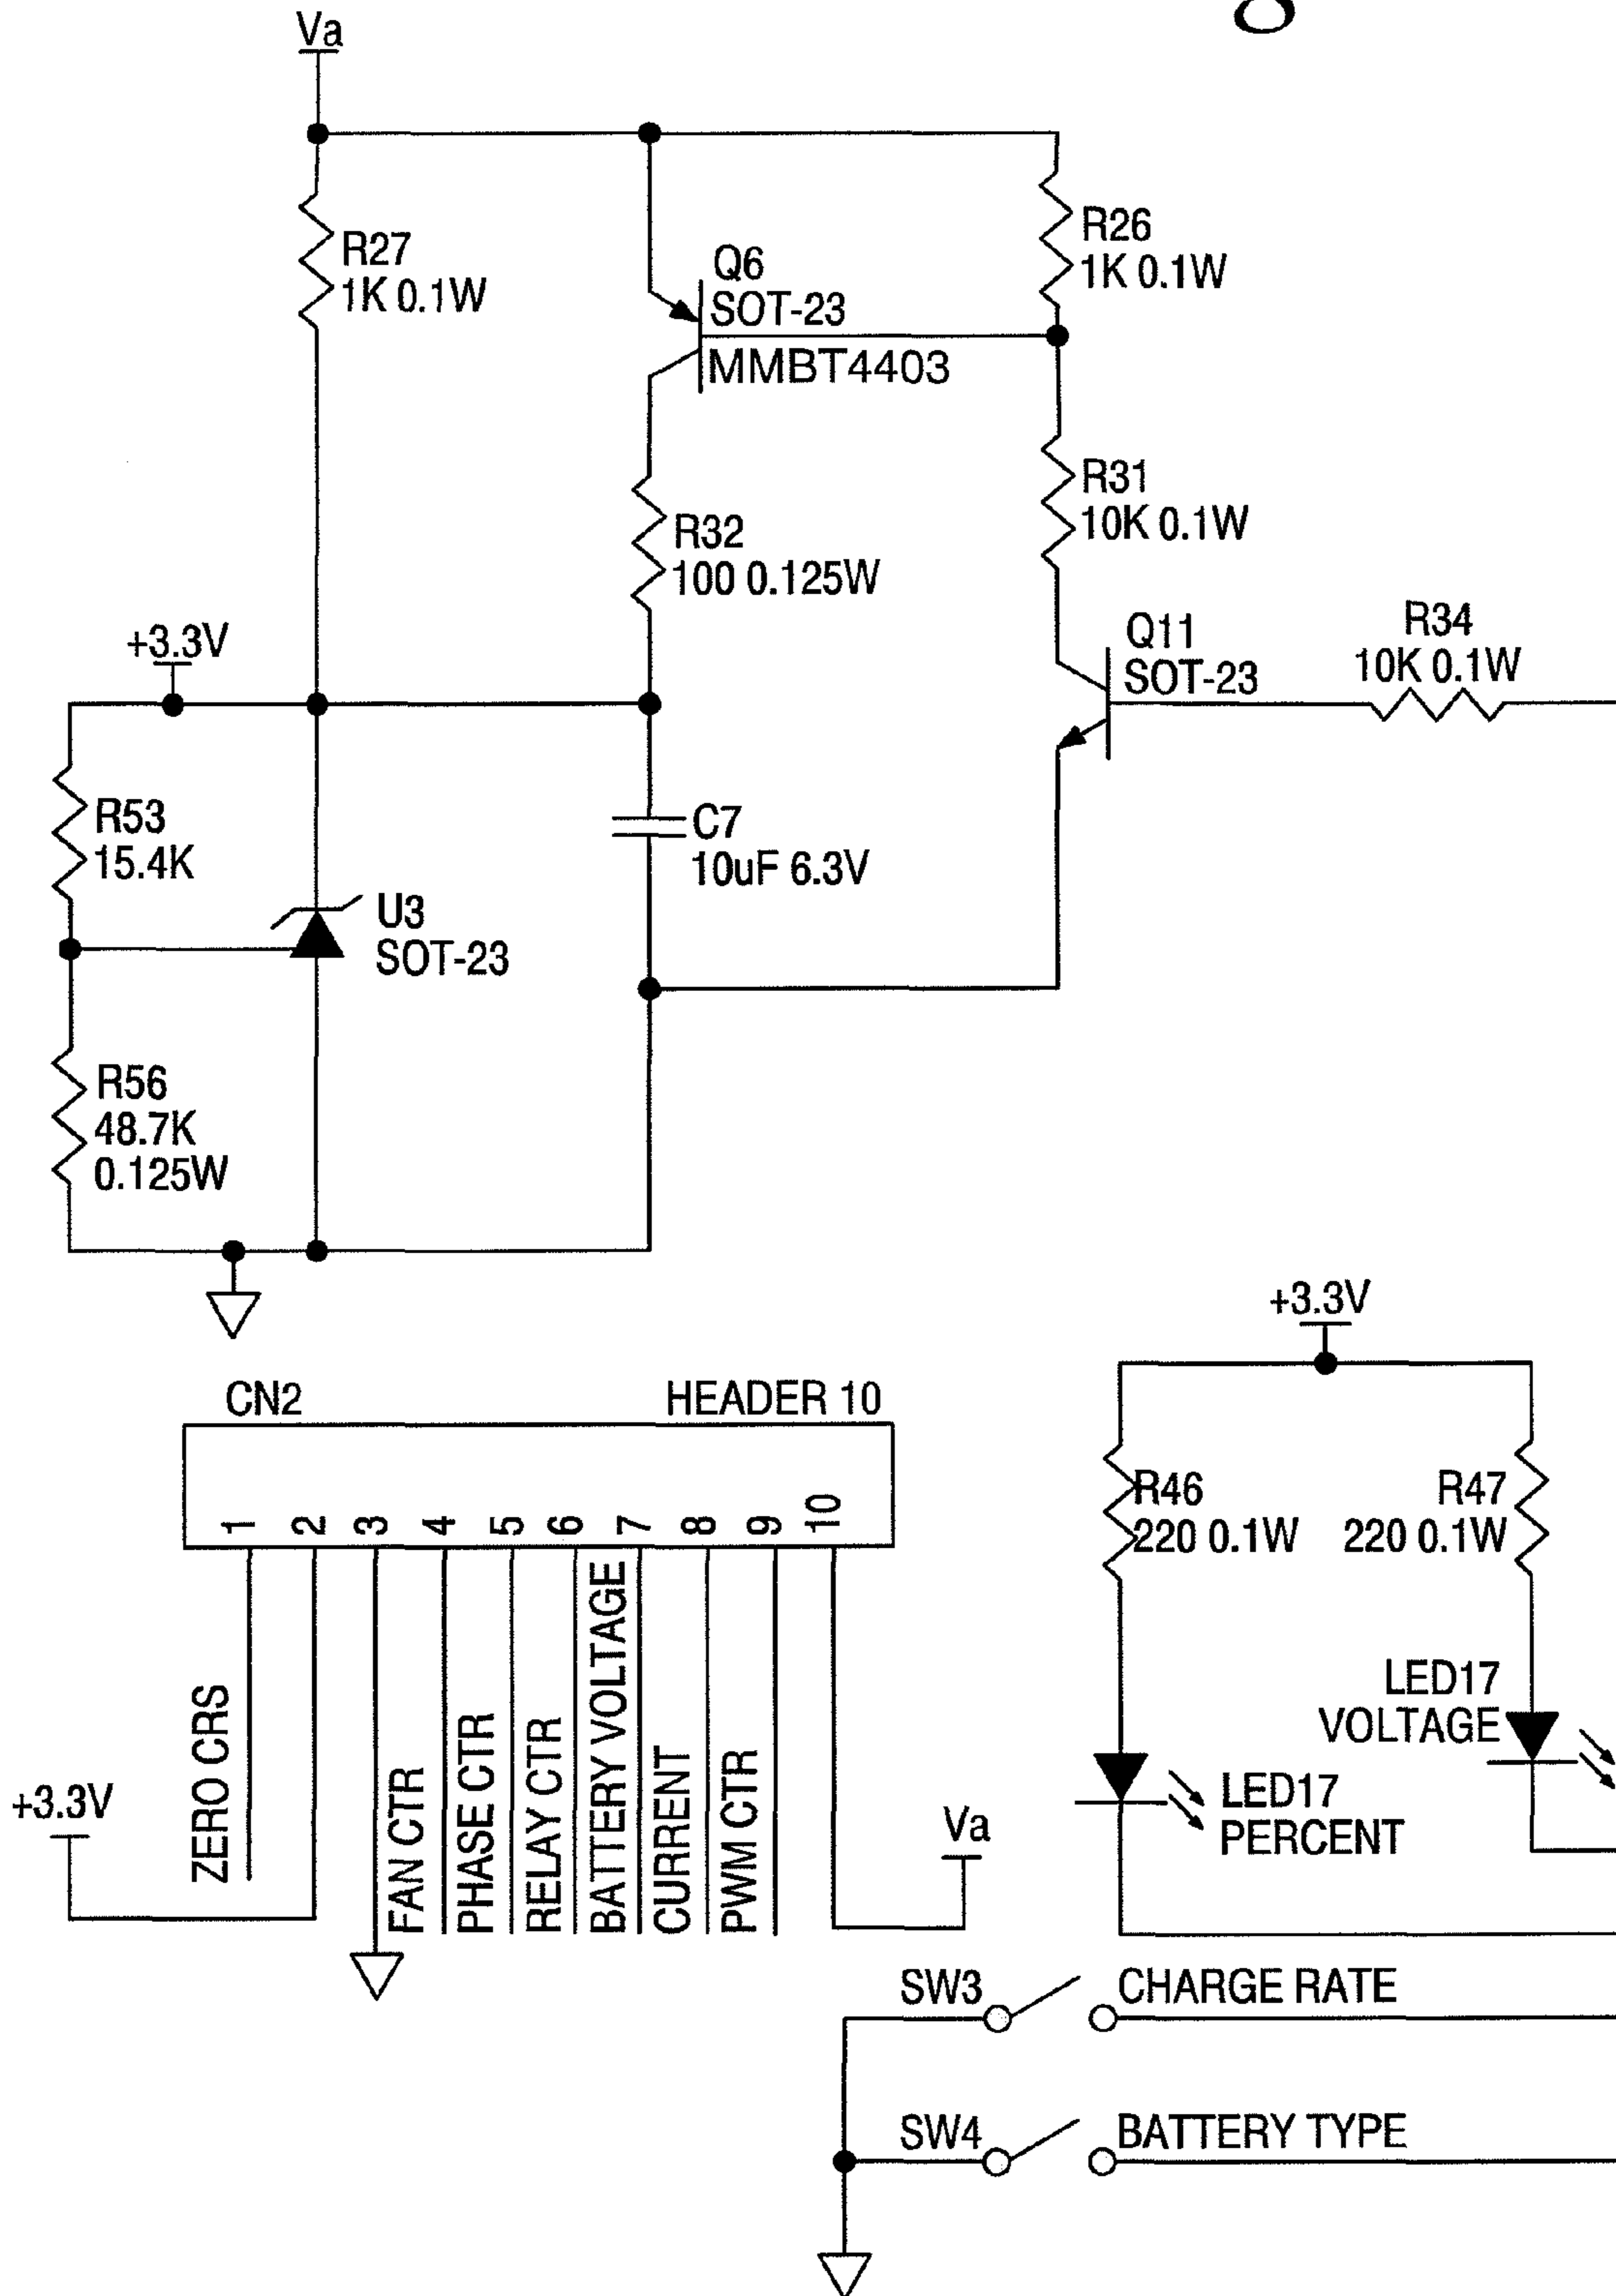 Va
R27
1K 0.1W
Q6
SOT-23
MMBT4403
R26
1K 0.1W
R32
100 0.125W
R31
10K 0.1W
+3.3V
Q11
SOT-23
R34
10K 0.1W
R53
15.4K
C7
10uF 6.3V
U3
SOT-23
R56
48.7K
0.125W
+3.3V
CN2
HEADER 10
1 2 3 4 5 6 7 8 9 10
R46
220 0.1W
R47
220 0.1W
ZERO CRS
FAN CTR
PHASE CTR
RELAY CTR
BATTERY VOLTAGE
CURRENT
PWM CTR
+3.3V
Va
LED17
VOLTAGE
LED17
PERCENT
SW3
CHARGE RATE
SW4
BATTERY TYPE